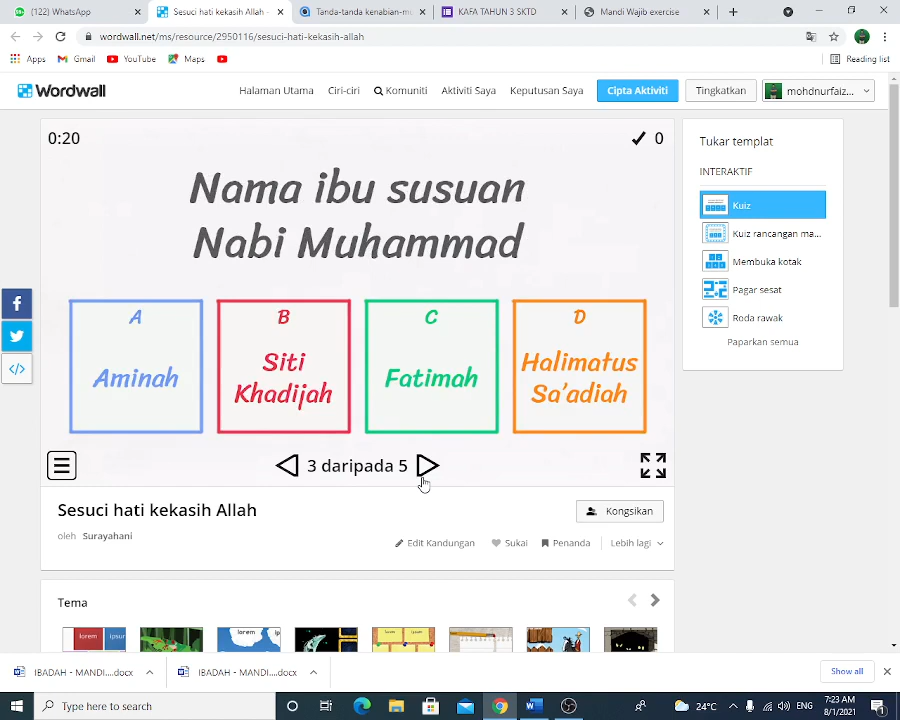 (12) WhatsApp
Sesuci hati kekasih Allah -
Tanda-tanda kenabian-mu
KAFA TAHUN 3 SKTD
Mandi Wajib exercise
wordwall.net/ms/resource/2950116/sesuci-hati-kekasih-allah
Apps
Gmail
YouTube
Maps
Reading list
Wordwall
Halaman Utama
Ciri-ciri
Komuniti
Aktiviti Saya
Keputusan Saya
Cipta Aktiviti
Tingkatkan
mohdnurfaiz...
0:20
0
Nama ibu susuan
Nabi Muhammad
A
Aminah
B
Siti
Khadijah
C
Fatimah
D
Halimatus
Sa'adiah
3 daripada 5
Tukar templat
INTERAKTIF
Kuiz
Kuiz rancangan ma...
Membuka kotak
Pagar sesat
Roda rawak
Paparkan semua
Sesuci hati kekasih Allah
Kongsikan
oleh Surayahani
Edit Kandungan
Sukai
Penanda
Lebih lagi
Tema
lorem
ipsur
lorem
IBADAH - MANDI....docx
IBADAH - MANDI....docx
Show all
Type here to search
24°C
ENG
7:23 AM
8/1/2021